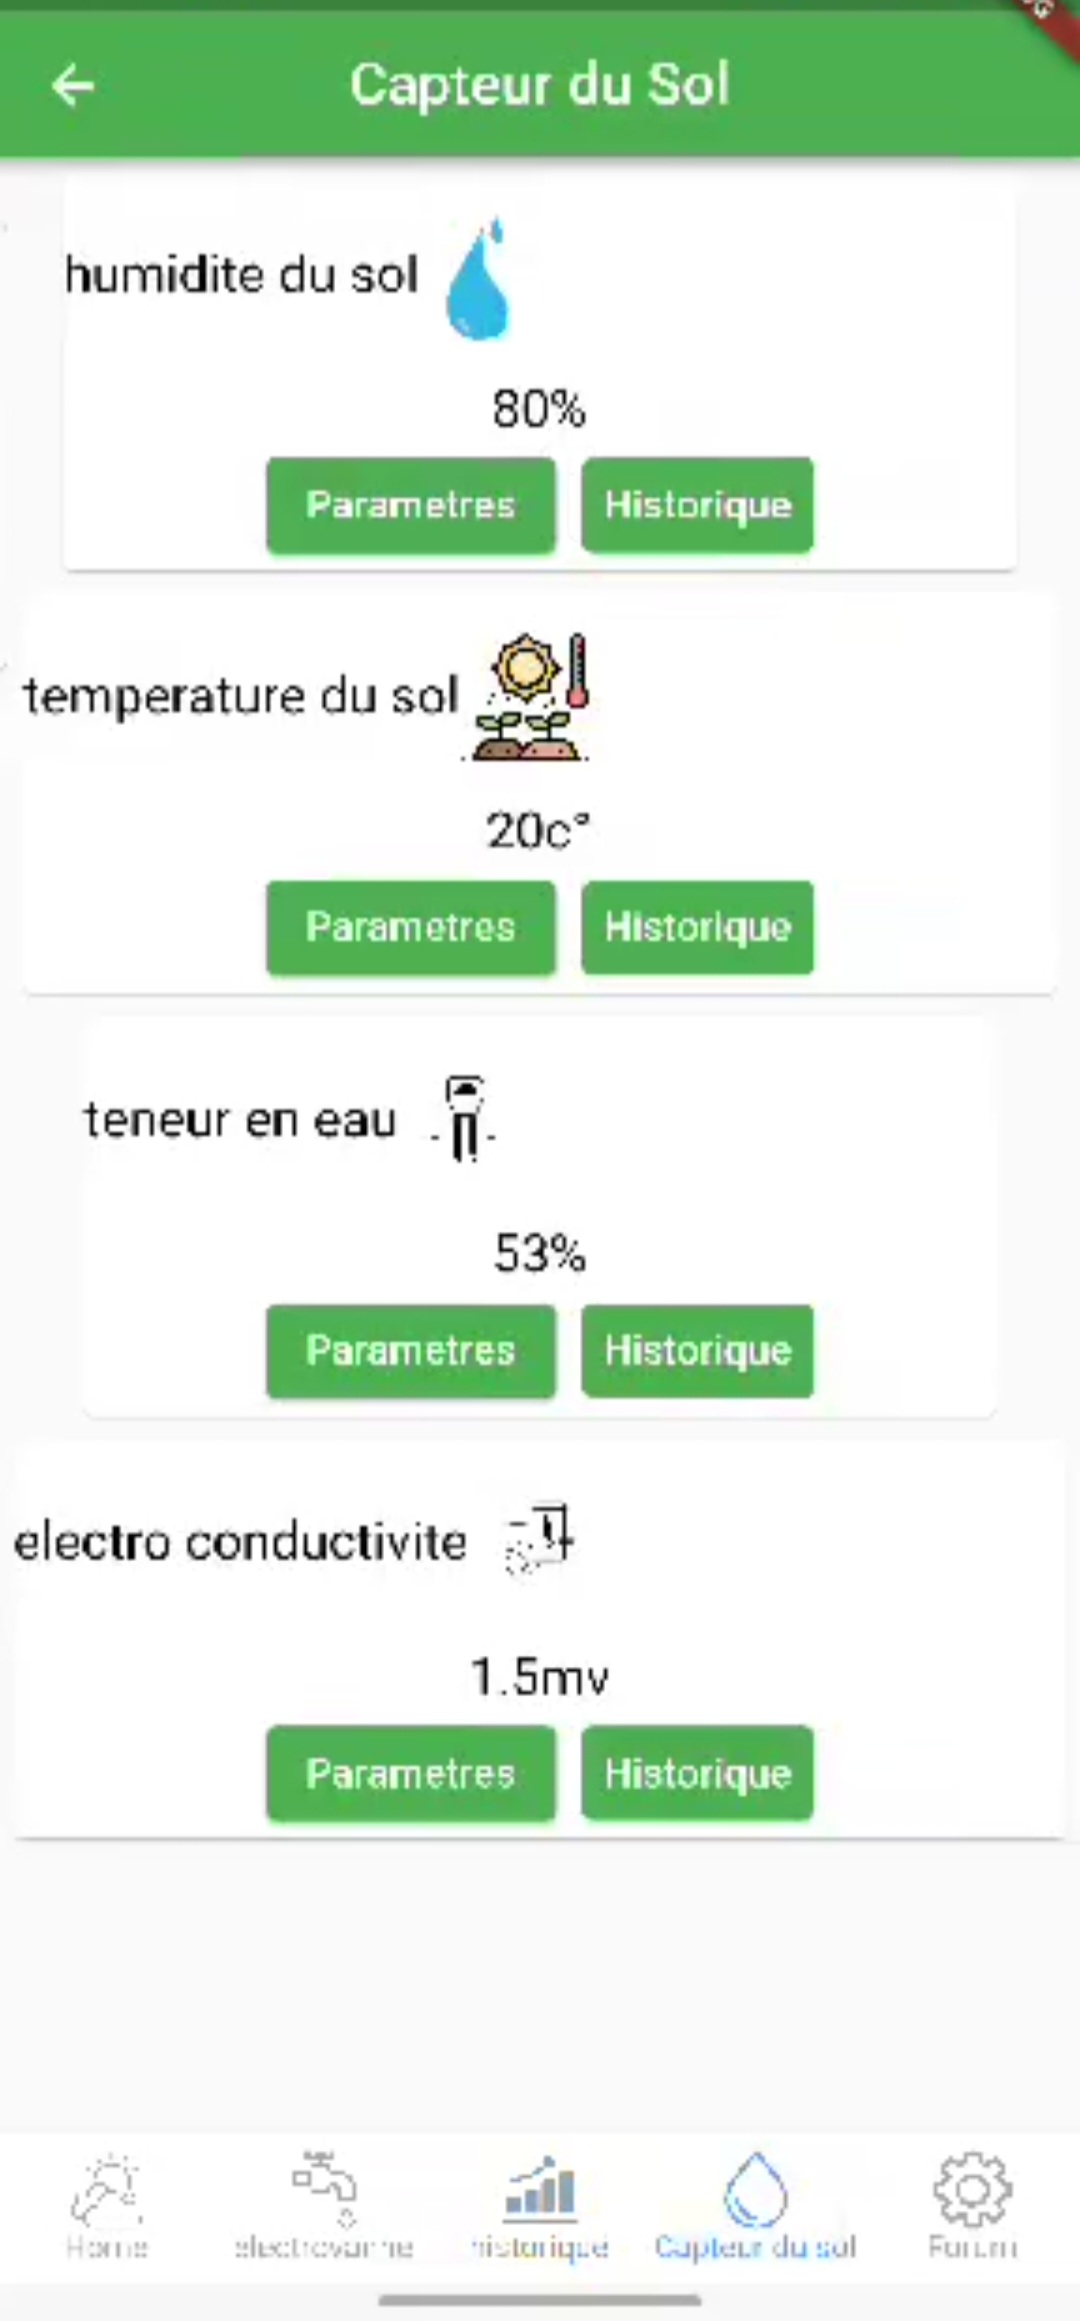 Capteur du Sol
humidite du sol
80%
Parametres Historique
temperature du sol
20c°
Parametres Historique
teneur en eau
53%
Parametres Historique
electro conductivite
1.5mv
Parametres Historique
Home electrovanne historique Capteur du sol Forum